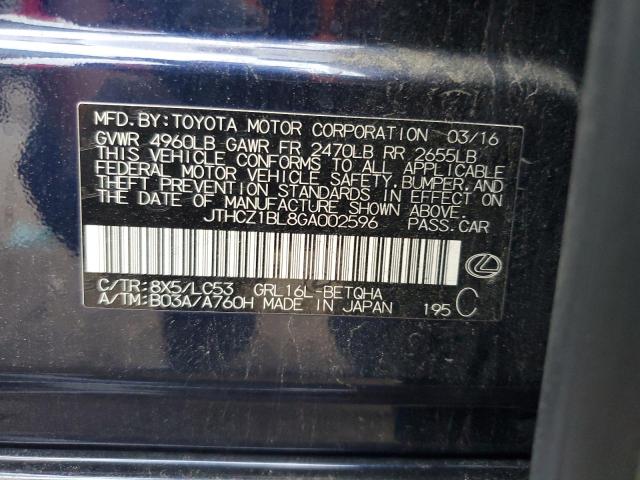 MFD.BY:TOYOTA MOTOR CORPORATION 03/16
GVWR 4960LB GAWR FR 2470LB RR 2655LB
THIS VEHICLE CONFORMS TO ALL APPLICABLE
FEDERAL MOTOR VEHICLE SAFETY,BUMPER,AND
THEFT PREVENTION STANDARDS IN EFFECT ON
THE DATE OF MANUFACTURE SHOWN ABOVE.
JTHCZ1BL8GA002596 PASS.CAR
C/TR:8X5/LC53 GRL16L-BETQHA
A/TM:B03A/A760H MADE IN JAPAN 195 C